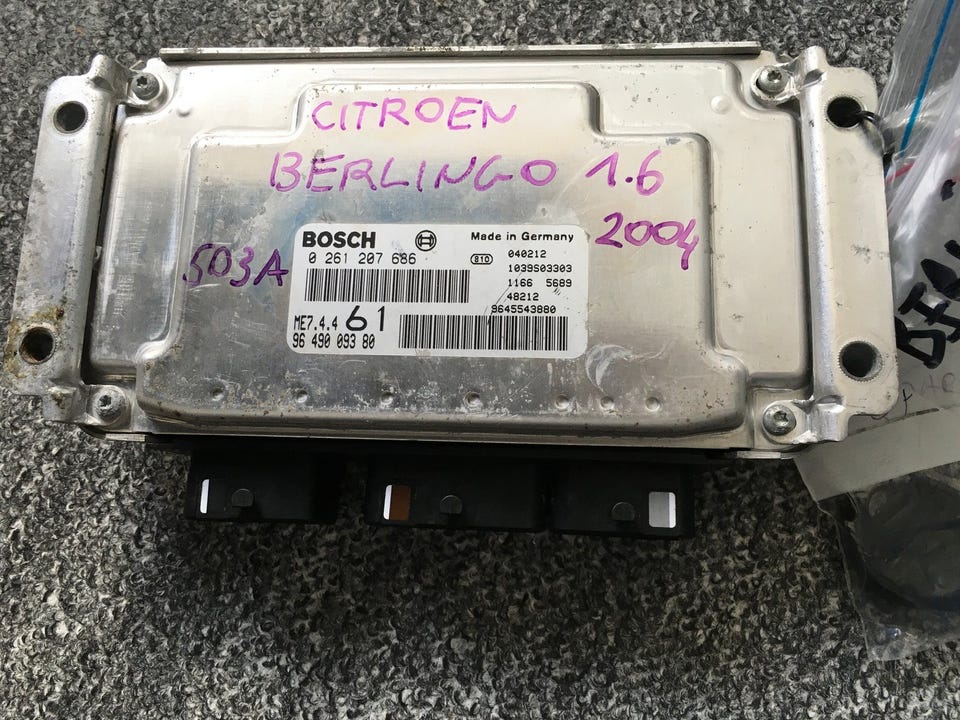 CITROEN
BERLINGO 1.6
2004
503A
BOSCH Made in Germany
0 261 207 686 810 040212
1039S03303
1166 5689
48212
9645543880
ME7.4.4 61
96 490 093 80